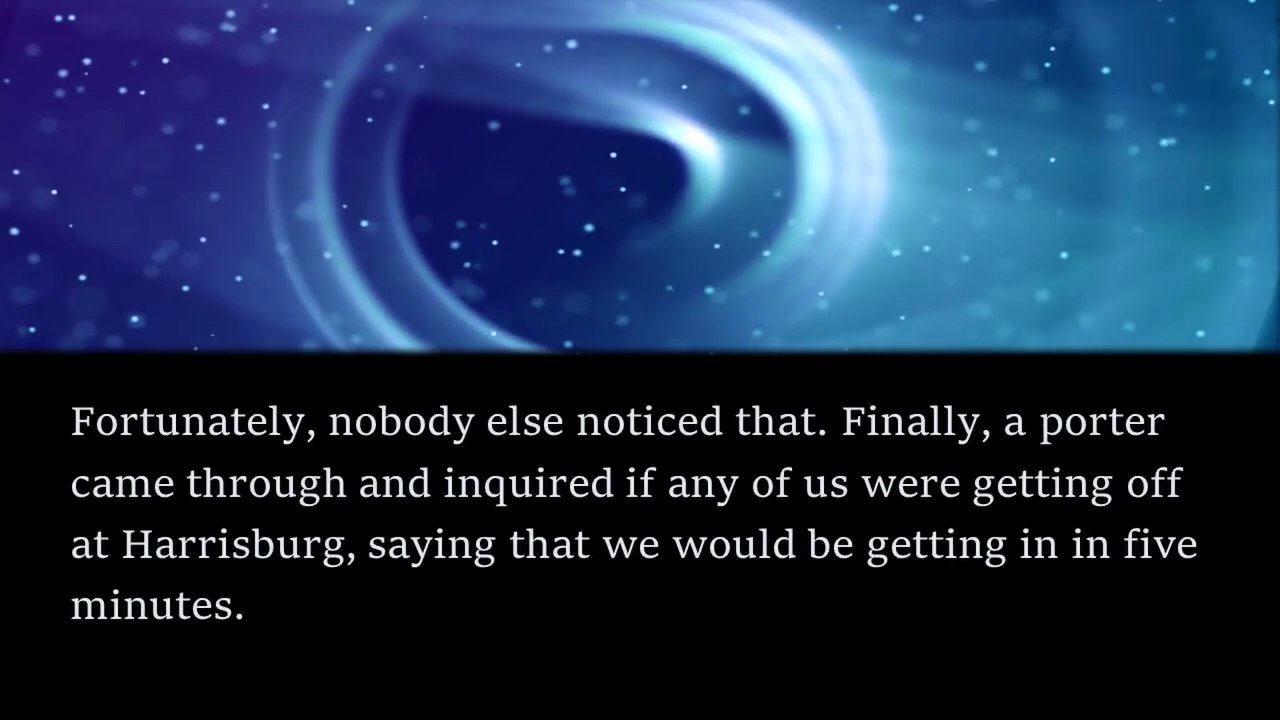 Fortunately, nobody else noticed that. Finally, a porter
came through and inquired if any of us were getting off
at Harrisburg, saying that we would be getting in in five
minutes.